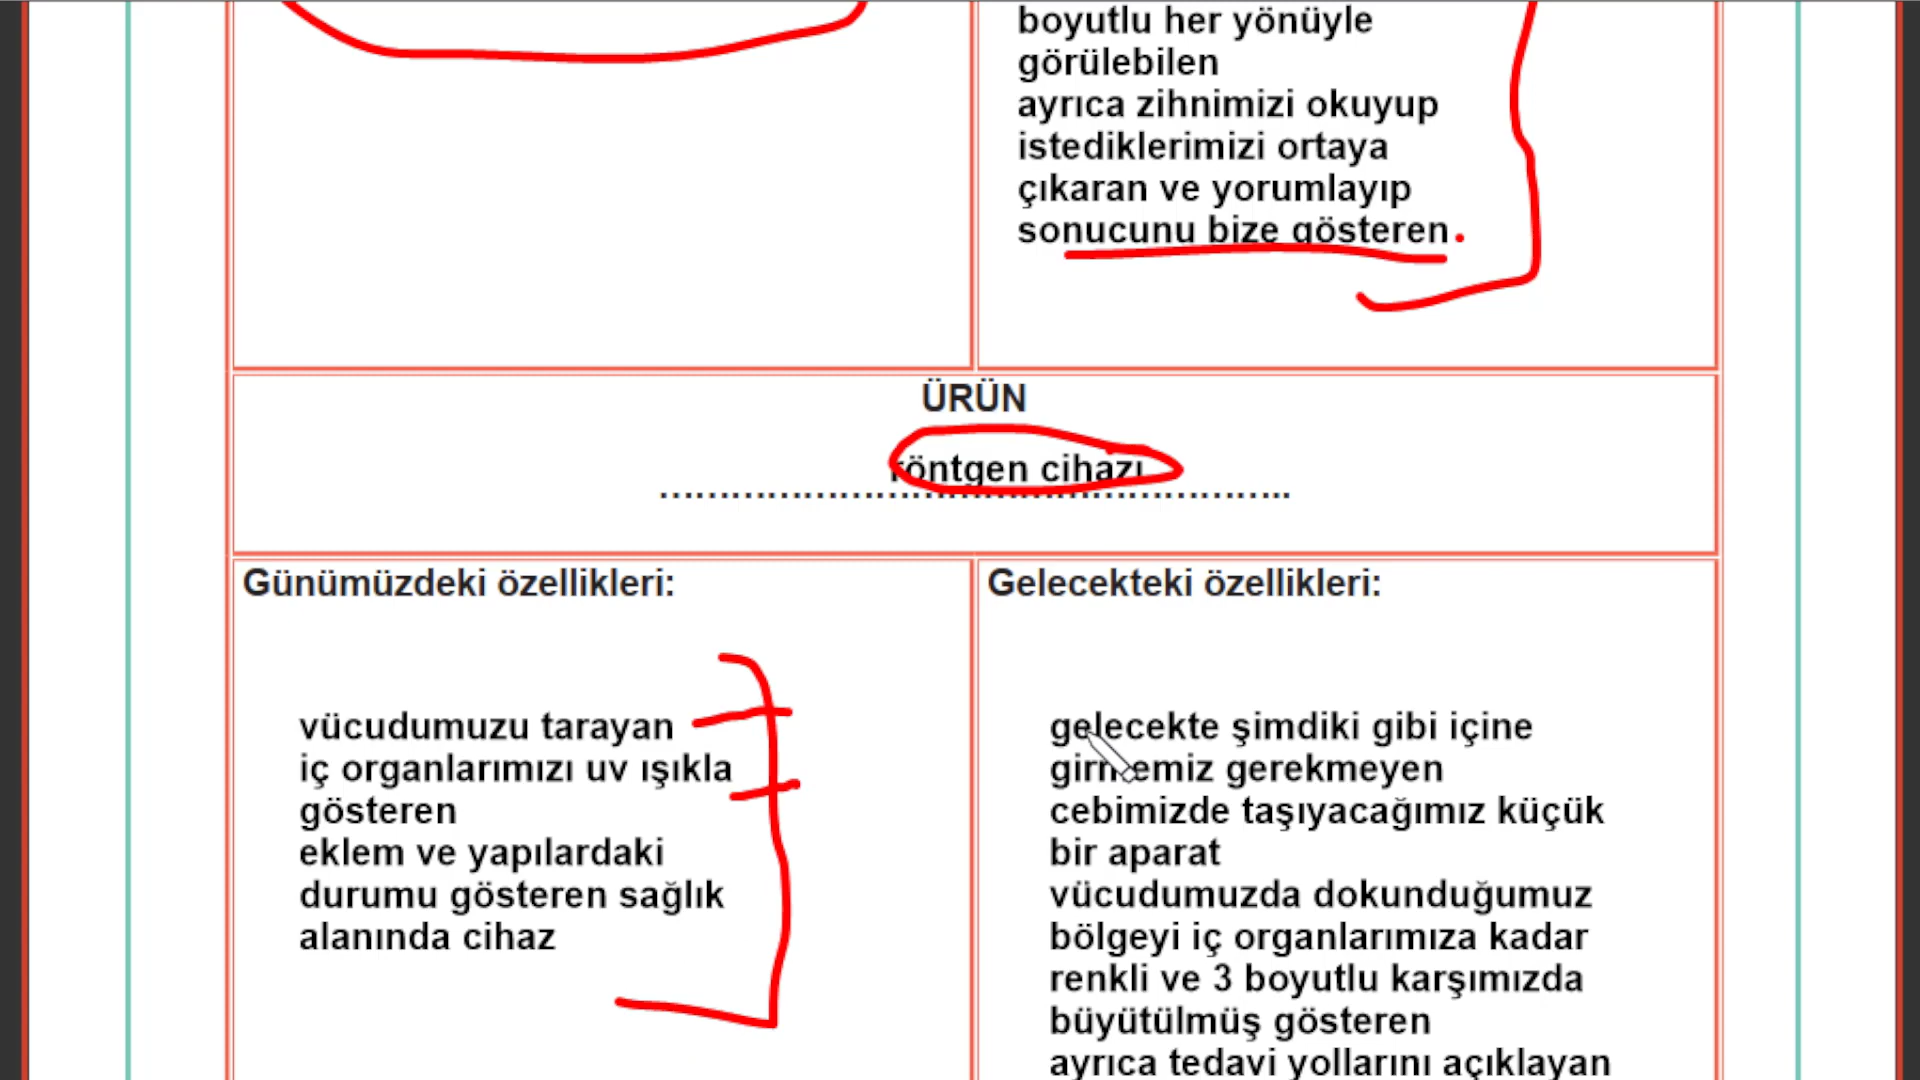 boyutlu her yönüyle
görülebilen
ayrıca zihnimizi okuyup
istediklerimizi ortaya
çıkaran ve yorumlayıp
sonucunu bize gösteren.
ÜRÜN
röntgen cihazı
Günümüzdeki özellikleri:
vücudumuzu tarayan
iç organlarımızı uv ışıkla
gösteren
eklem ve yapılardaki
durumu gösteren sağlık
alanında cihaz
Gelecekteki özellikleri:
gelecekte şimdiki gibi içine
girmemiz gerekmeyen
cebimizde taşıyacağımız küçük
bir aparat
vücudumuzda dokunduğumuz
bölgeyi iç organlarımıza kadar
renkli ve 3 boyutlu karşımızda
büyütülmüş gösteren
ayrıca tedavi yollarını açıklayan